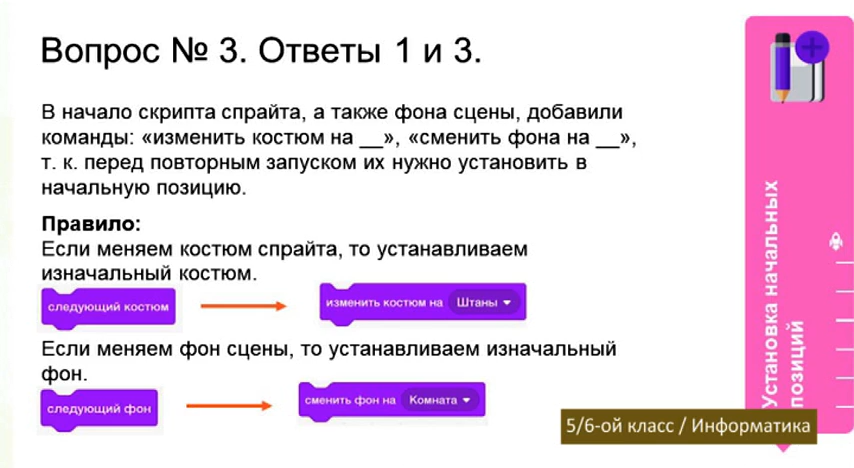 Вопрос № 3. Ответы 1 и 3.
В начало скрипта спрайта, а также фона сцены, добавили
команды: «изменить костюм на __», «сменить фона на __»,
т. к. перед повторным запуском их нужно установить в
начальную позицию.
Правило:
Если меняем костюм спрайта, то устанавливаем
изначальный костюм.
следующий костюм
изменить костюм на Штаны
Если меняем фон сцены, то устанавливаем изначальный
фон.
следующий фон
сменить фон на Комната
Установка начальных
позиций
5/6-ой класс / Информатика